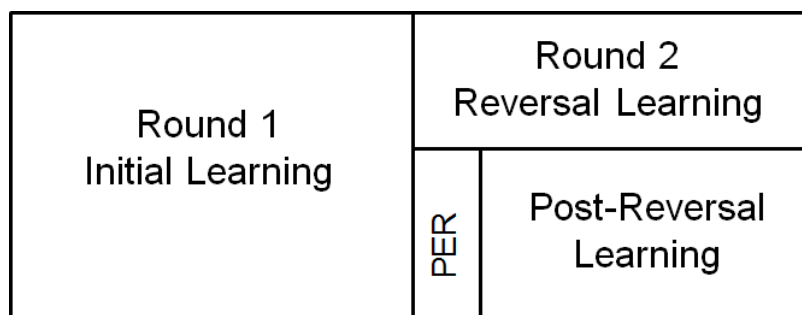 Round 1
Initial Learning
Round 2
Reversal Learning
PER
Post-Reversal
Learning